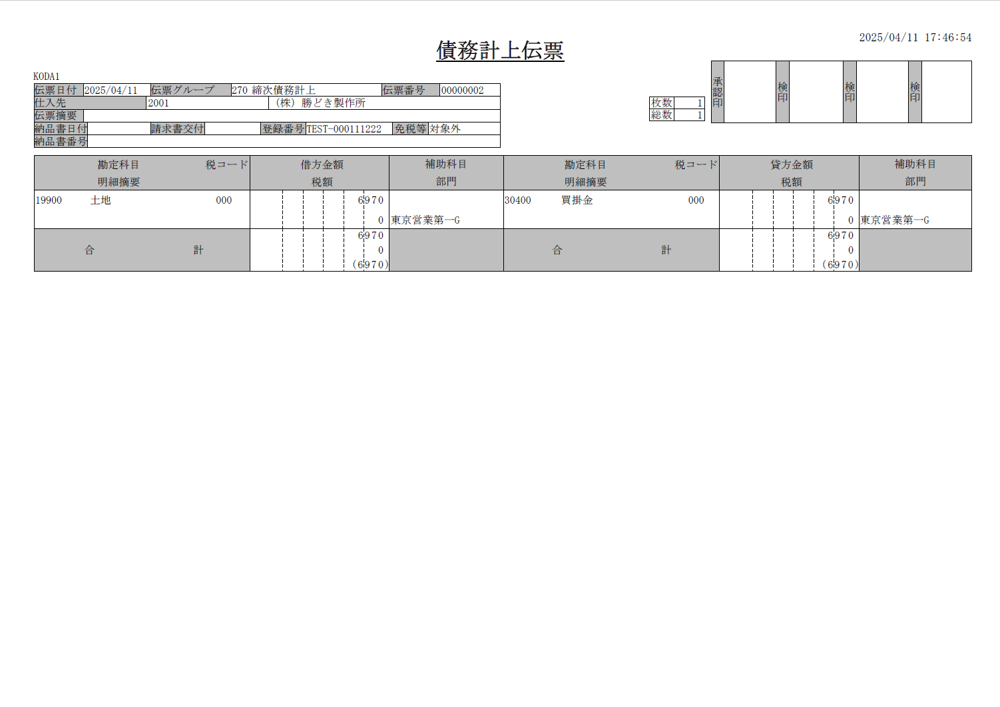 2025/04/11 17:46:54
債務計上伝票
KODA1
伝票日付 2025/04/11 伝票グループ 270 締次債務計上 伝票番号 00000002
仕入先 2001 （株）勝どき製作所
伝票摘要
納品書日付 請求書交付 登録番号 TEST-000111222 免税等 対象外
納品書番号
枚数 1
総数 1
承認印 検印 検印 検印
勘定科目 税コード 借方金額 補助科目 勘定科目 税コード 貸方金額 補助科目
明細摘要 税額 部門 明細摘要 税額 部門
19900 土地 000 6970 30400 買掛金 000 6970
0 東京営業第一G 0 東京営業第一G
6970 6970
合 計 0 合 計 0
(6970) (6970)